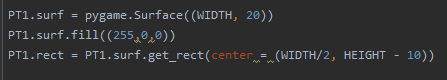 PT1.surf = pygame.Surface((WIDTH, 20))
PT1.surf.fill((255,0,0))
PT1.rect = PT1.surf.get_rect(center = (WIDTH/2, HEIGHT - 10))